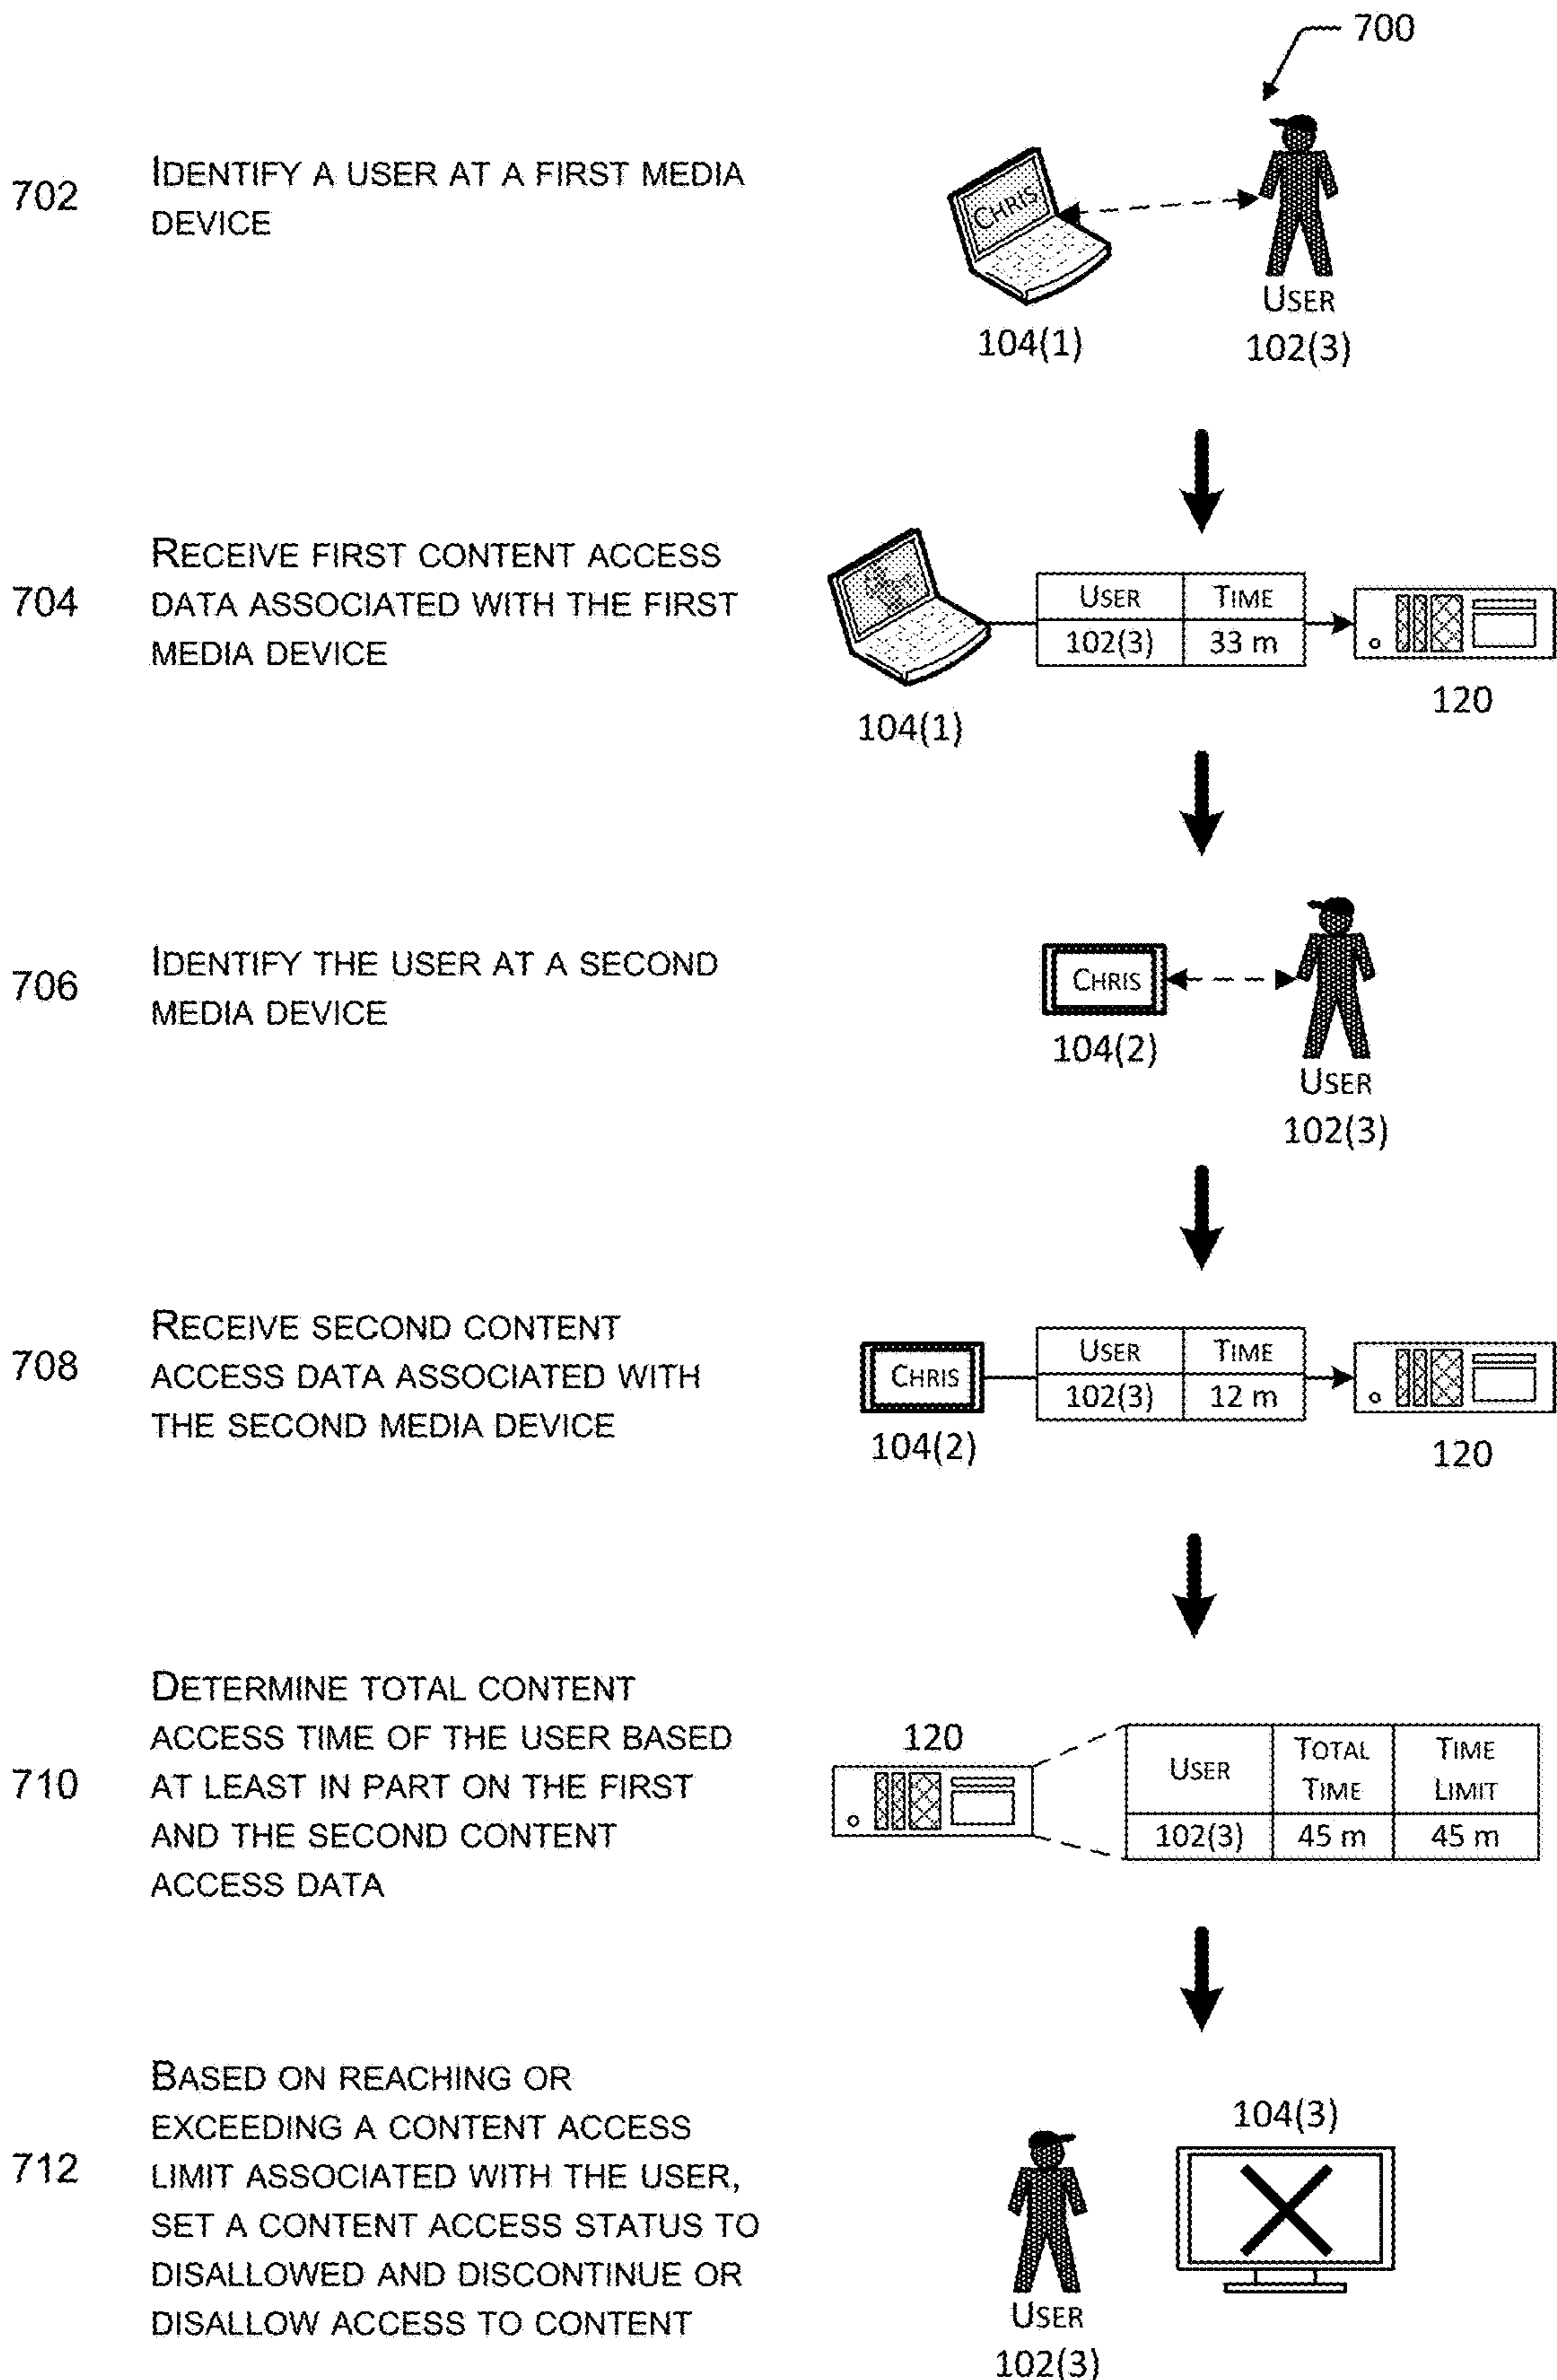 700
702
IDENTIFY A USER AT A FIRST MEDIA
DEVICE
CHRIS
USER
104(1)
102(3)
704
RECEIVE FIRST CONTENT ACCESS
DATA ASSOCIATED WITH THE FIRST
MEDIA DEVICE
USER TIME
102(3) 33 m
104(1)
120
706
IDENTIFY THE USER AT A SECOND
MEDIA DEVICE
CHRIS
104(2)
USER
102(3)
708
RECEIVE SECOND CONTENT
ACCESS DATA ASSOCIATED WITH
THE SECOND MEDIA DEVICE
CHRIS
USER TIME
102(3) 12 m
104(2)
120
710
DETERMINE TOTAL CONTENT
ACCESS TIME OF THE USER BASED
AT LEAST IN PART ON THE FIRST
AND THE SECOND CONTENT
ACCESS DATA
120
USER
TOTAL
TIME
TIME
LIMIT
102(3) 45 m 45 m
712
BASED ON REACHING OR
EXCEEDING A CONTENT ACCESS
LIMIT ASSOCIATED WITH THE USER,
SET A CONTENT ACCESS STATUS TO
DISALLOWED AND DISCONTINUE OR
DISALLOW ACCESS TO CONTENT
104(3)
USER
102(3)